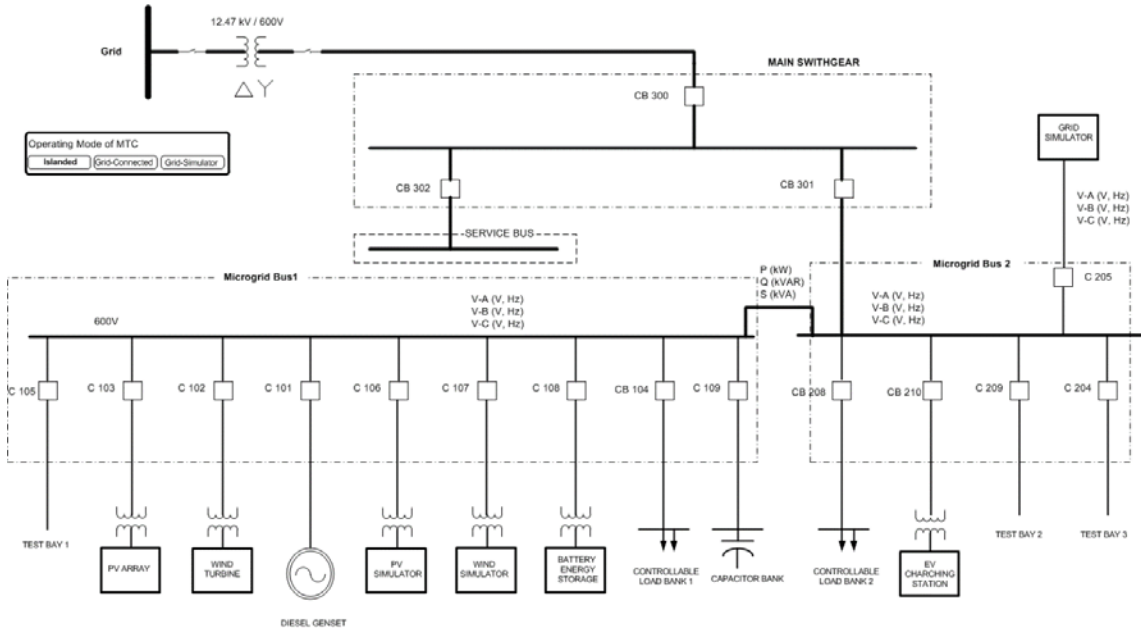 12.47 kV / 600V
Grid
MAIN SWITHGEAR
CB 300
GRID
SIMULATOR
Operating Mode of MTC
Islanded
Grid-Connected
Grid-Simulator
CB 302
CB 301
V-A (V, Hz)
V-B (V, Hz)
V-C (V, Hz)
SERVICE BUS
Microgrid Bus1
P (kW)
Q (kVAR)
S (kVA)
Microgrid Bus 2
C 205
600V
V-A (V, Hz)
V-B (V, Hz)
V-C (V, Hz)
V-A (V, Hz)
V-B (V, Hz)
V-C (V, Hz)
C 105
C 103
C 102
C 101
C 106
C 107
C 108
CB 104
C 109
CB 208
CB 210
C 209
C 204
TEST BAY 1
PV ARRAY
WIND
TURBINE
DIESEL GENSET
PV
SIMULATOR
WIND
SIMULATOR
BATTERY
ENERGY
STORAGE
CONTROLLABLE
LOAD BANK 1
CAPACITOR BANK
CONTROLLABLE
LOAD BANK 2
EV
CHARCHING
STATION
TEST BAY 2
TEST BAY 3